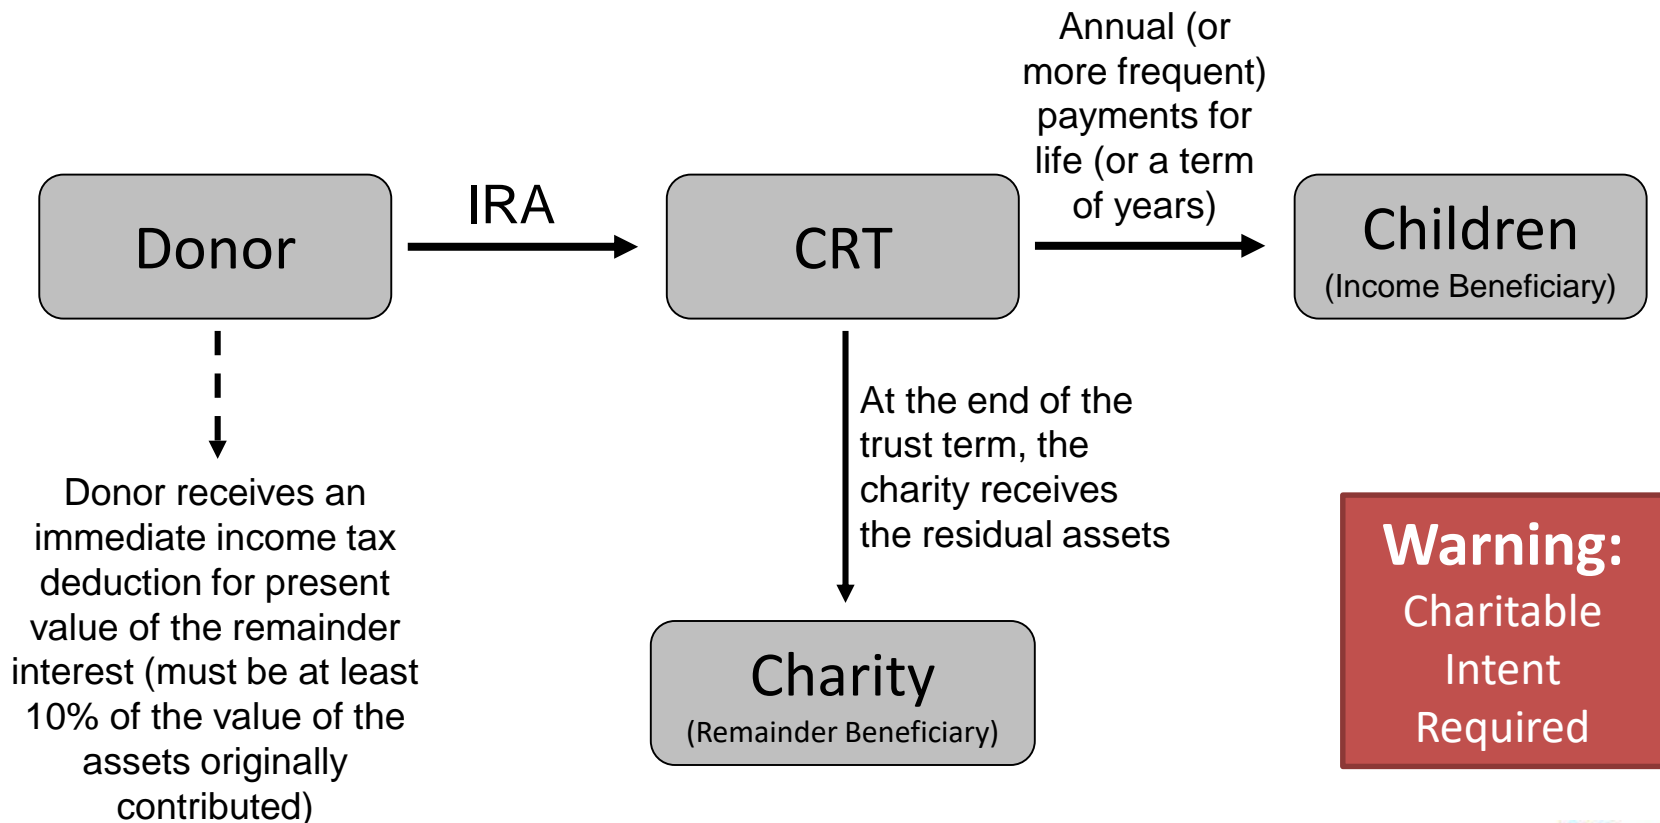 Annual (or
more frequent)
payments for
life (or a term
of years)
Donor
IRA
CRT
Children
(Income Beneficiary)
Donor receives an
immediate income tax
deduction for present
value of the remainder
interest (must be at least
10% of the value of the
assets originally
contributed)
At the end of the
trust term, the
charity receives
the residual assets
Charity
(Remainder Beneficiary)
Warning:
Charitable
Intent
Required